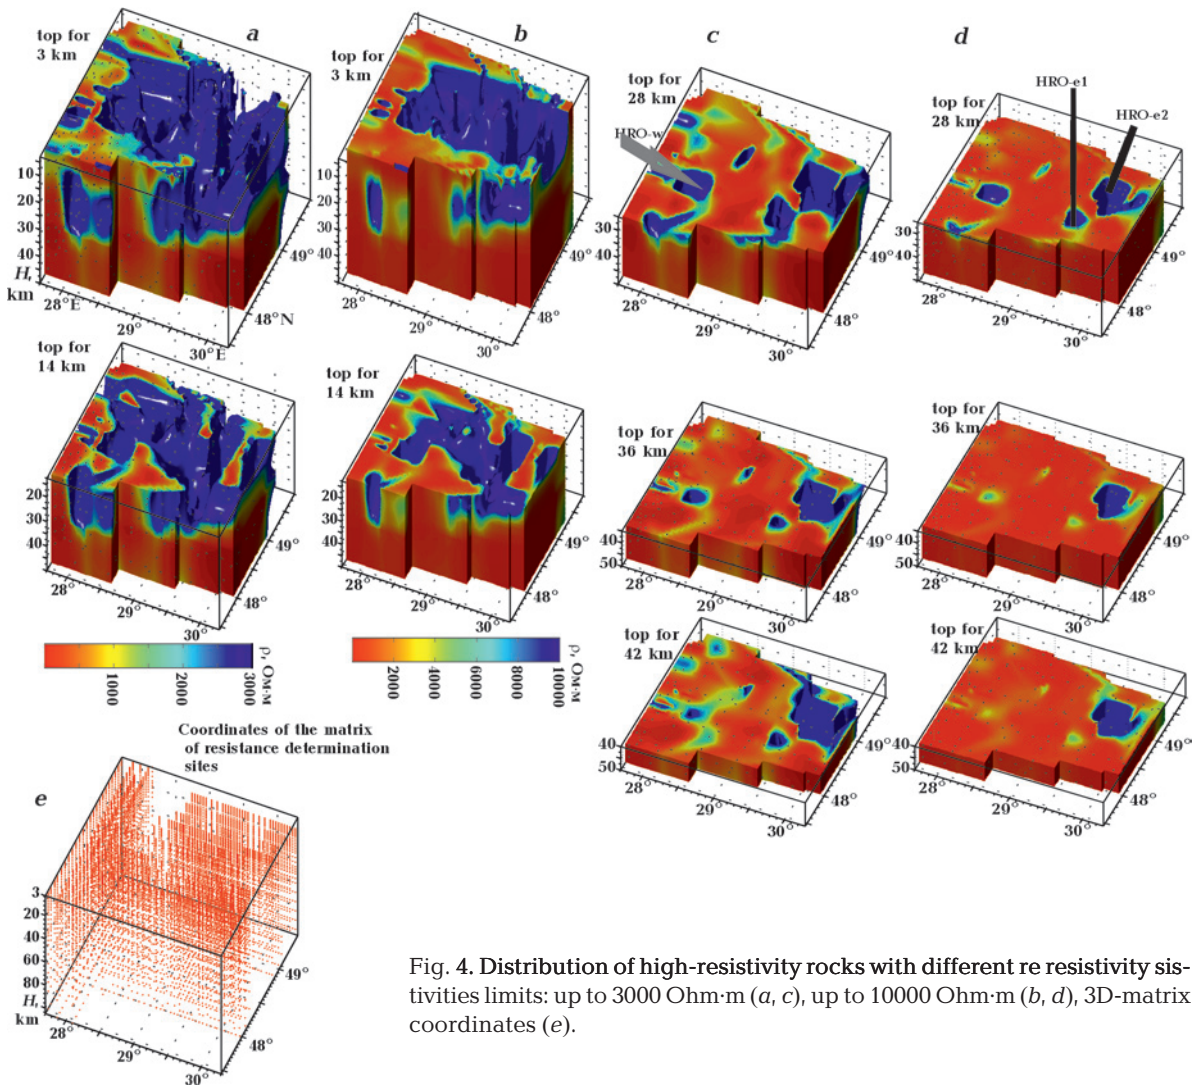 a
top for
3 km
10
20
30
40
H,
km
28°E
29°
30°E
48°N
49°
b
top for
3 km
10
20
30
40
28°
29°
30°
48°
49°
c
top for
28 km
HRO-w
30
40
28°
29°
30°
48°
49°
d
top for
28 km
HRO-e1
HRO-e2
30
40
28°
29°
30°
48°
49°
top for
14 km
20
30
40
28°
29°
30°
48°
49°
top for
14 km
20
30
40
28°
29°
30°
48°
49°
top for
36 km
40
50
28°
29°
30°
48°
49°
top for
36 km
40
50
28°
29°
30°
48°
49°
1000
2000
3000
ρ, Ом·м
2000
4000
6000
8000
10000
ρ, Ом·м
top for
42 km
40
50
28°
29°
30°
48°
49°
top for
42 km
40
50
28°
29°
30°
48°
49°
Coordinates of the matrix
of resistance determination
sites
e
3
20
40
60
80
H,
km
28°
29°
30°
48°
49°
Fig. 4. Distribution of high-resistivity rocks with different re resistivity sis-
tivities limits: up to 3000 Ohm·m (a, c), up to 10000 Ohm·m (b, d), 3D-matrix
coordinates (e).